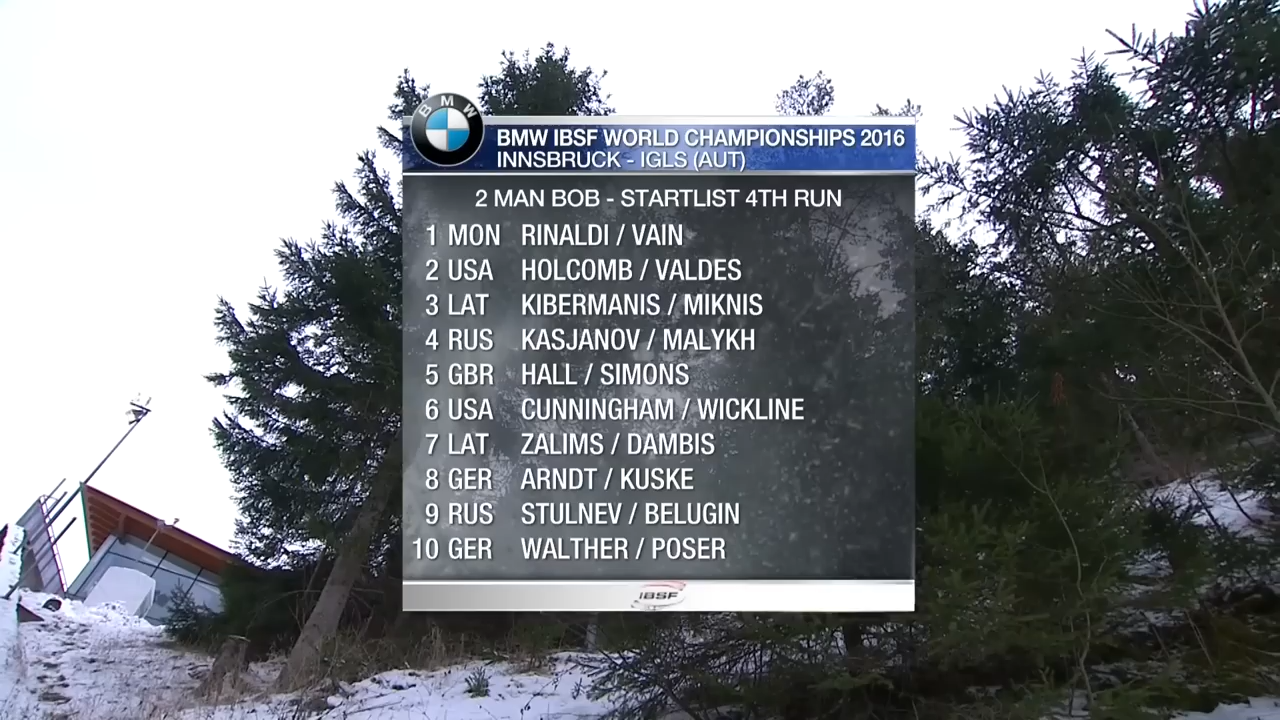 BMW
BMW IBSF WORLD CHAMPIONSHIPS 2016
INNSBRUCK - IGLS (AUT)
2 MAN BOB - STARTLIST 4TH RUN
1 MON RINALDI / VAIN
2 USA HOLCOMB / VALDES
3 LAT KIBERMANIS / MIKNIS
4 RUS KASJANOV / MALYKH
5 GBR HALL / SIMONS
6 USA CUNNINGHAM / WICKLINE
7 LAT ZALIMS / DAMBIS
8 GER ARNDT / KUSKE
9 RUS STULNEV / BELUGIN
10 GER WALTHER / POSER
IBSF